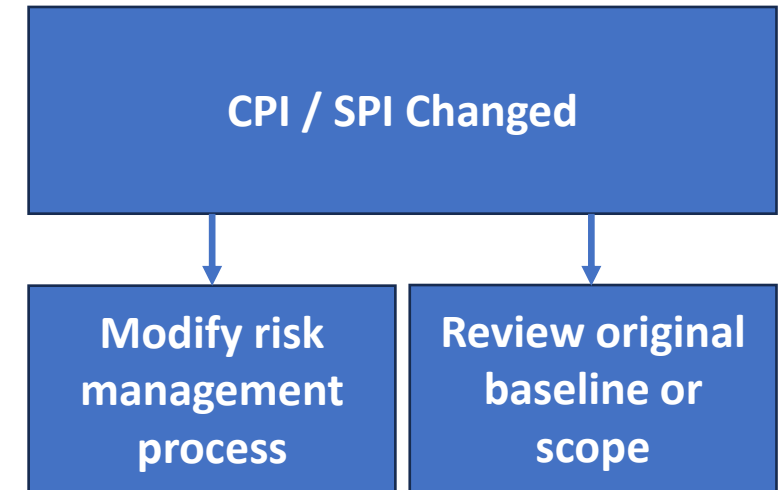 CPI / SPI Changed
Modify risk
management
process
Review original
baseline or
scope